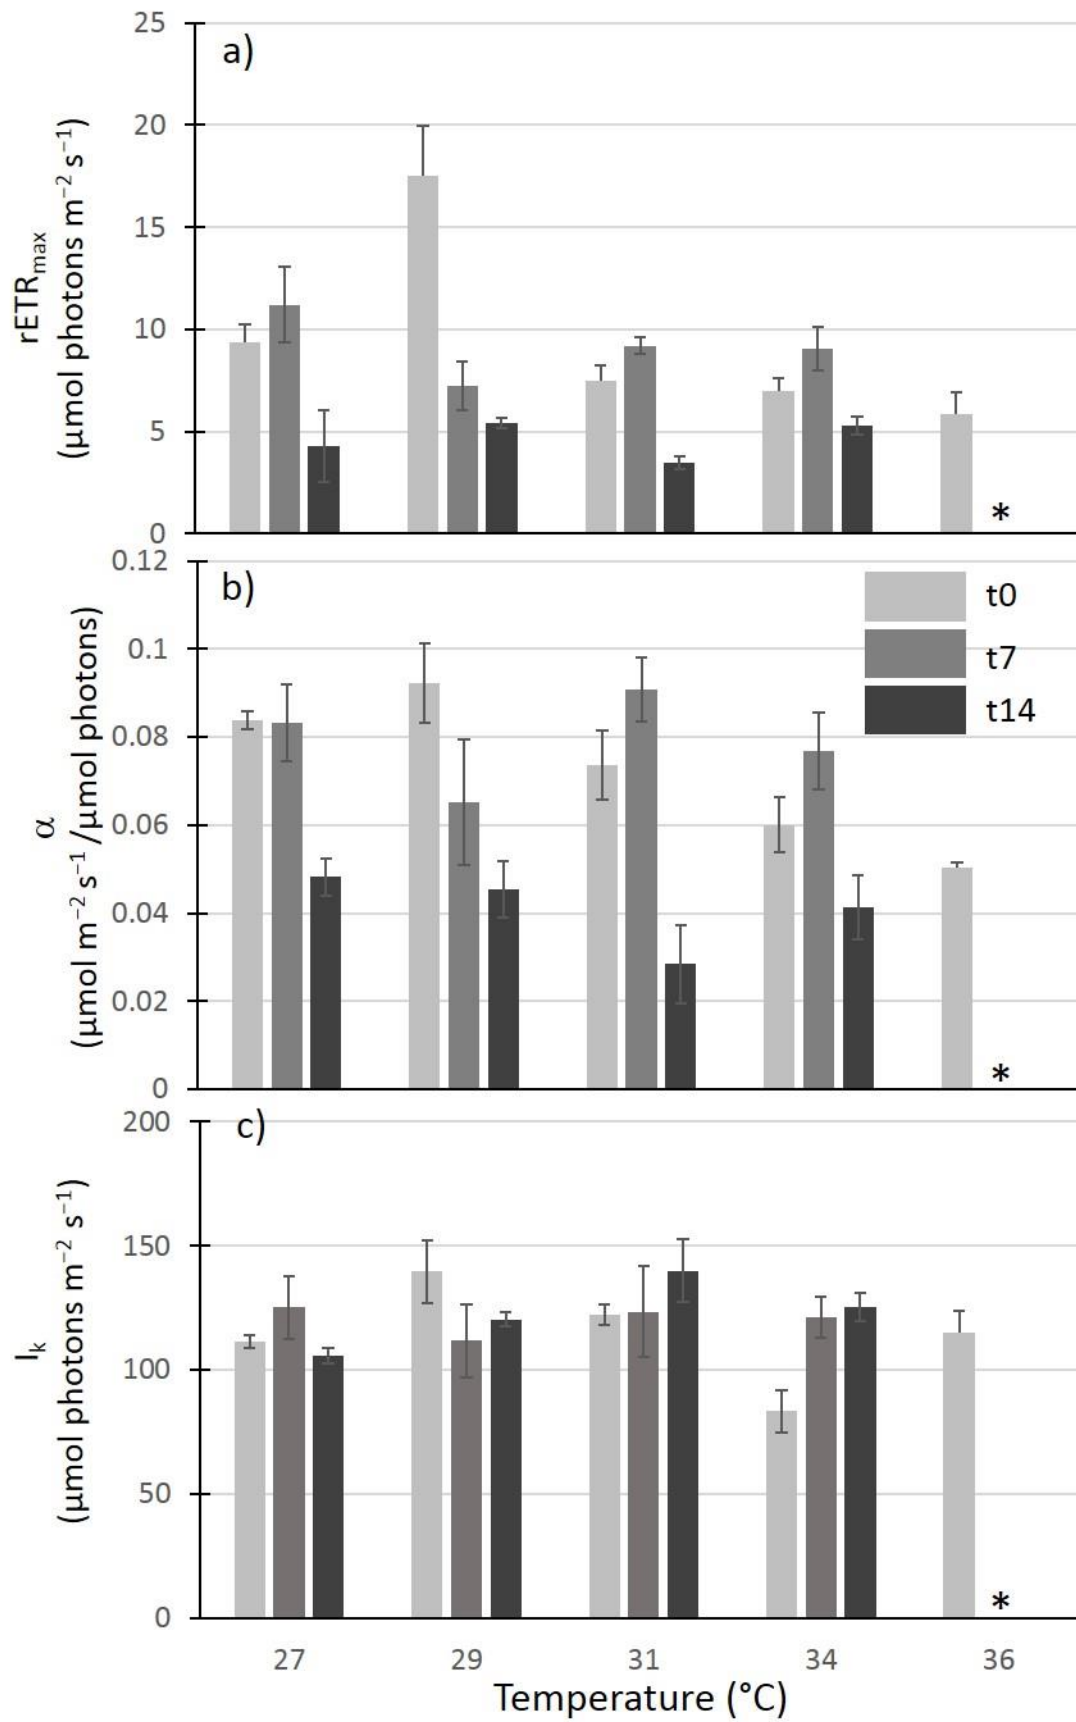 a)
25
20
15
10
5
0
rETRmax
(µmol photons m⁻² s⁻¹)
*
b)
0.12
0.1
0.08
0.06
0.04
0.02
0
α
(µmol m⁻² s⁻¹ /µmol photons)
t0
t7
t14
*
c)
200
150
100
50
0
Ik
(µmol photons m⁻² s⁻¹)
*
27 29 31 34 36
Temperature (°C)